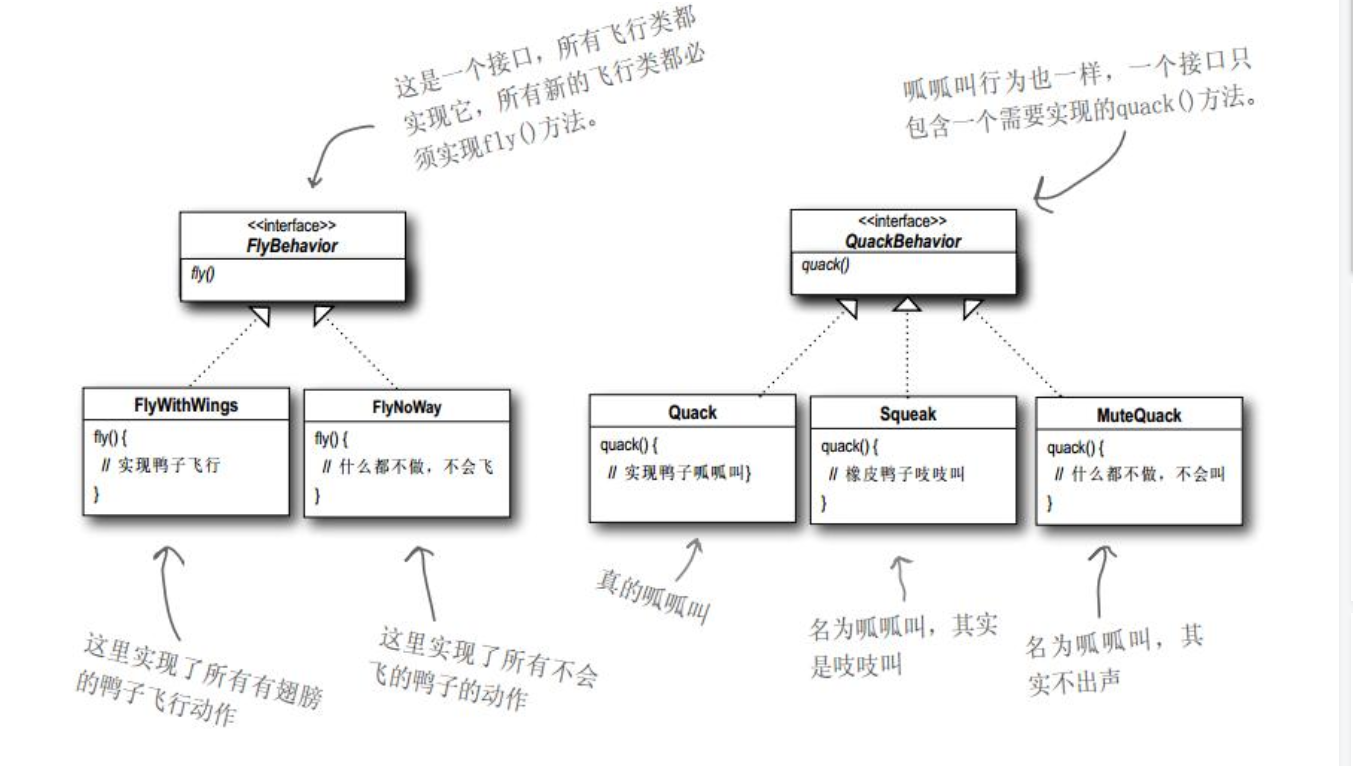 这是一个接口，所有飞行类都
实现它，所有新的飞行类都必
须实现fly()方法。
呱呱叫行为也一样，一个接口只
包含一个需要实现的quack()方法。
<<interface>>
FlyBehavior
fly()
<<interface>>
QuackBehavior
quack()
FlyWithWings
fly() {
// 实现鸭子飞行
}
FlyNoWay
fly() {
// 什么都不做，不会飞
}
Quack
quack() {
// 实现鸭子呱呱叫}
Squeak
quack() {
// 橡皮鸭子吱吱叫
}
MuteQuack
quack() {
// 什么都不做，不会叫
}
这里实现了所有有翅膀
的鸭子飞行动作
这里实现了所有不会
飞的鸭子的动作
真的呱呱叫
名为呱呱叫，其实
是吱吱叫
名为呱呱叫，其
实不出声